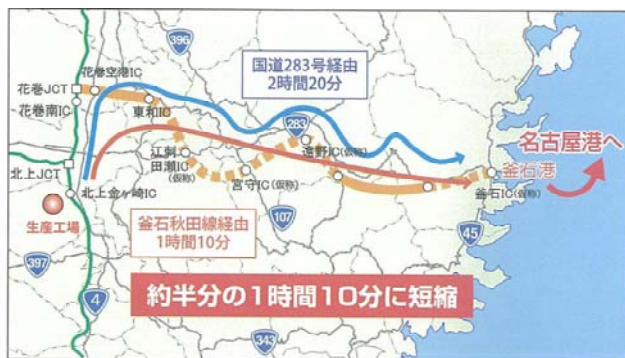 396
花巻空港IC
花巻JCT
花巻南IC
東和IC
国道283号経由
2時間20分
283
江刺
田瀬IC
(仮称)
遠野IC(仮称)
宮守IC(仮称)
名古屋港へ
釜石港
釜石IC(仮称)
北上JCT
北上金ヶ崎IC
生産工場
釜石秋田線経由
1時間10分
107
45
397
4
約半分の1時間10分に短縮
343